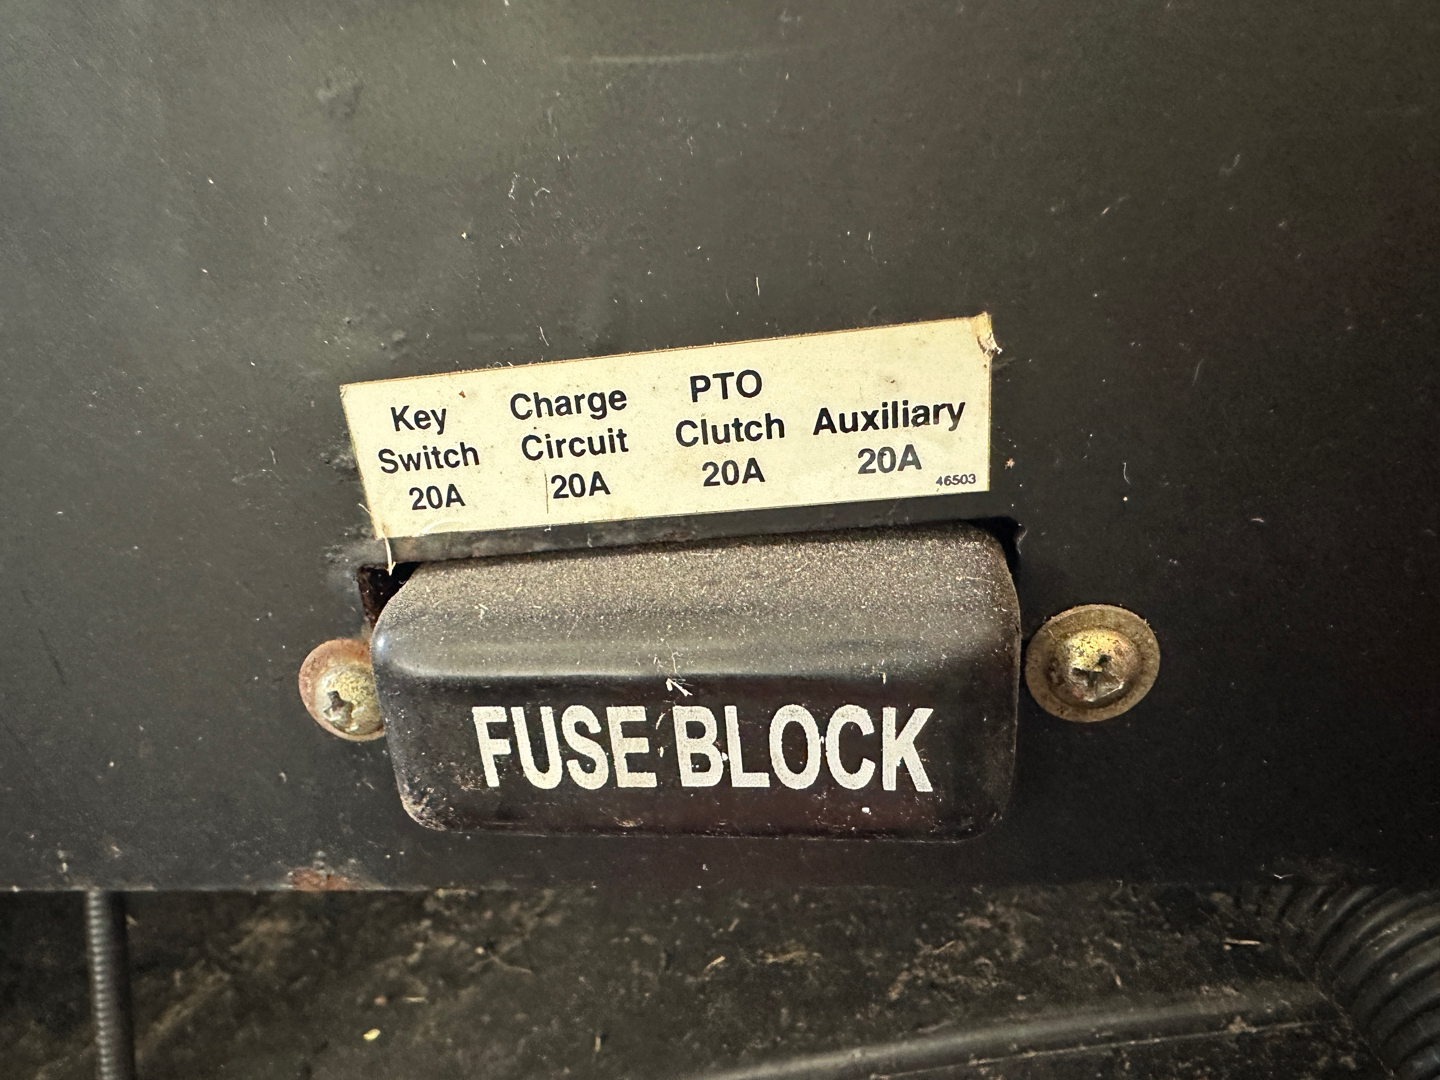 Key Switch 20A
Charge Circuit 20A
PTO Clutch 20A
Auxiliary 20A
46503
FUSE BLOCK